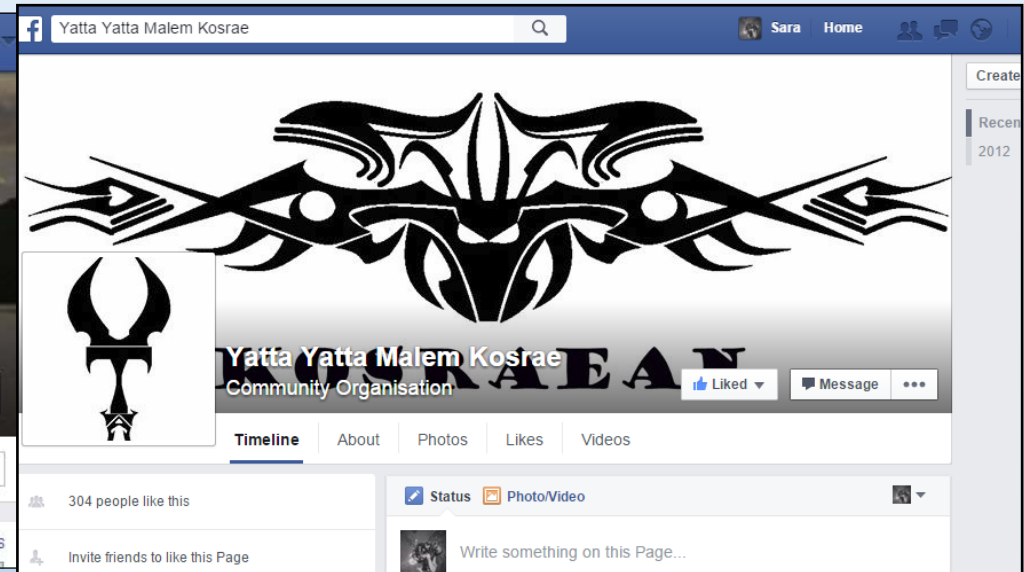 f Yatta Yatta Malem Kosrae Sara Home
Create
Recen
2012
KOSRAEAN
Yatta Yatta Malem Kosrae
Community Organisation
Liked Message •••
Timeline About Photos Likes Videos
304 people like this
Status Photo/Video
Write something on this Page...
Invite friends to like this Page
s